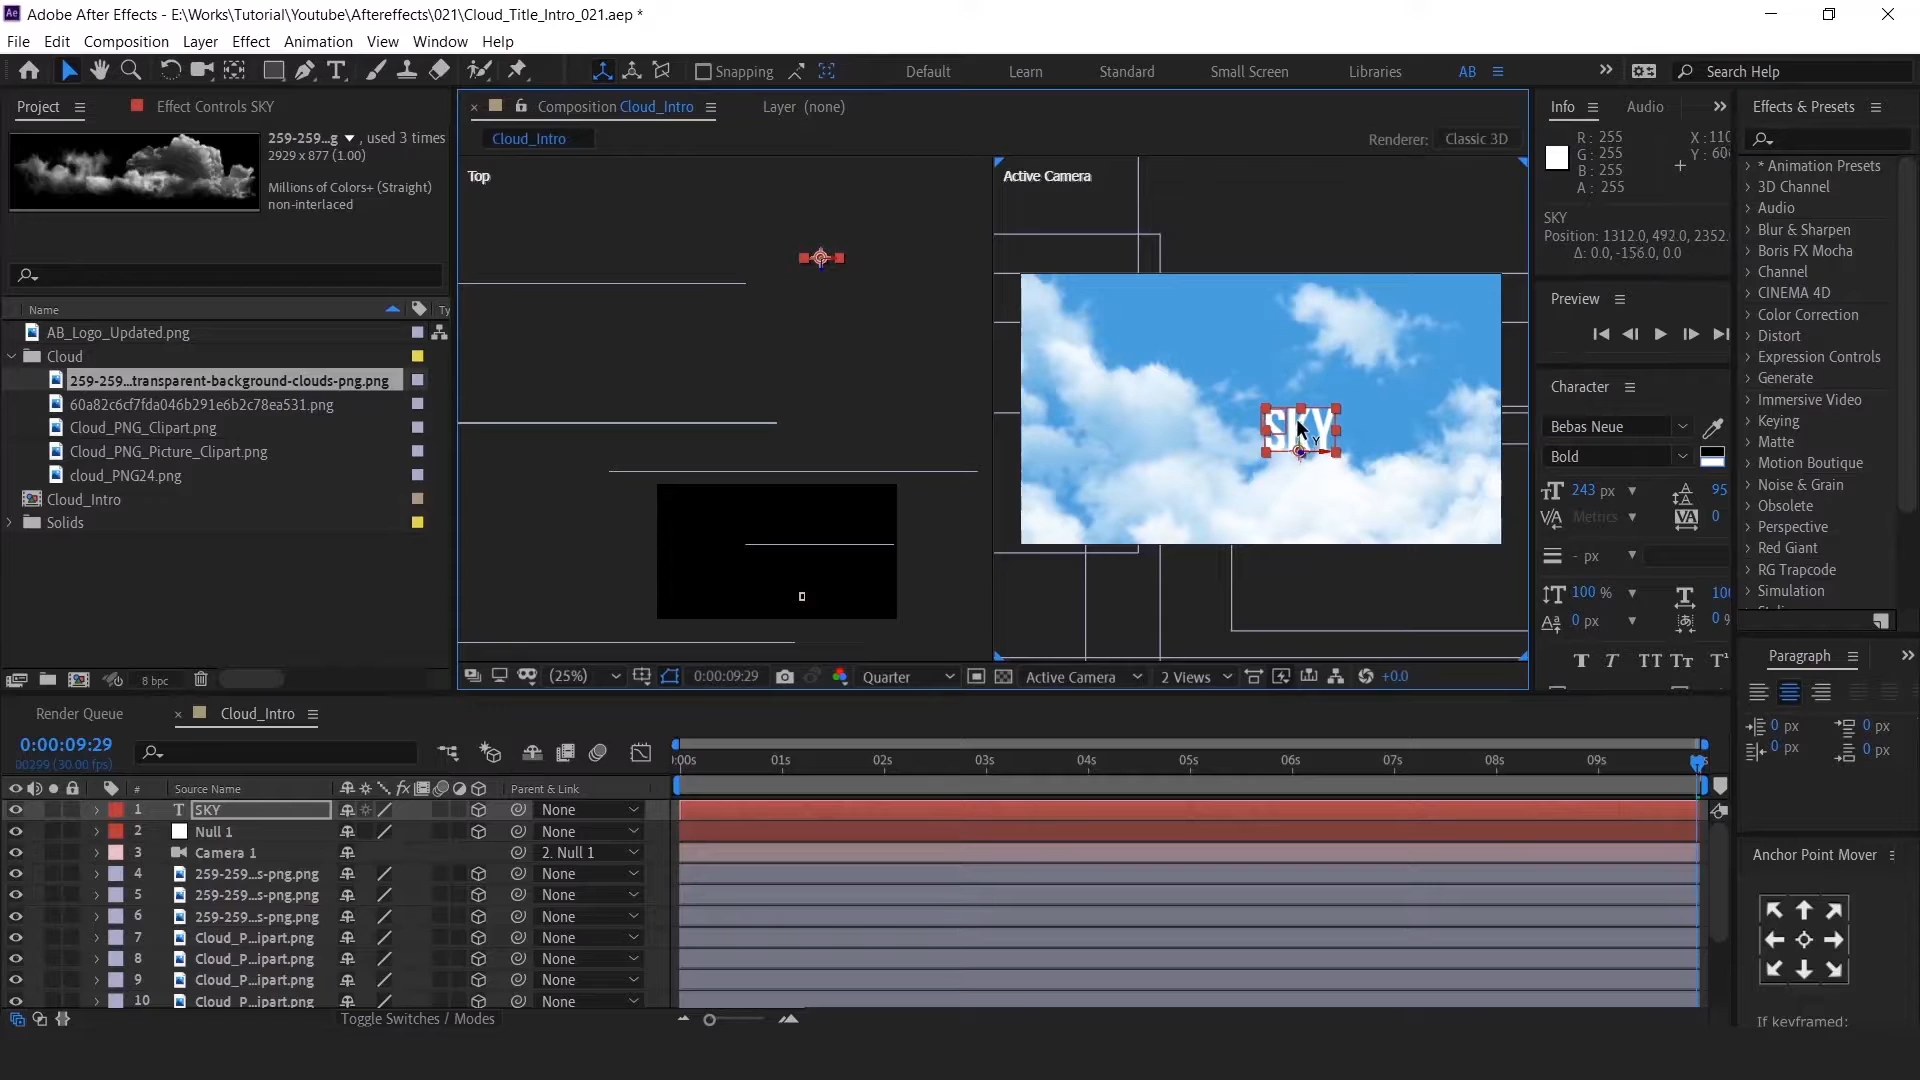 Adobe After Effects - E:\Works\Tutorial\Youtube\Aftereffects\021\Cloud_Title_Intro_021.aep *
File Edit Composition Layer Effect Animation View Window Help
Snapping
Default Learn Standard Small Screen Libraries AB
Search Help
Project
Effect Controls SKY
259-259...g , used 3 times
2929 x 877 (1.00)
Millions of Colors+ (Straight)
non-interlaced
Name Ty
AB_Logo_Updated.png
Cloud
259-259...transparent-background-clouds-png.png
60a82c6cf7fda046b291e6b2c78ea531.png
Cloud_PNG_Clipart.png
Cloud_PNG_Picture_Clipart.png
cloud_PNG24.png
Cloud_Intro
Solids
8 bpc
Composition Cloud_Intro
Layer (none)
Cloud_Intro
Renderer: Classic 3D
Top
Active Camera
SKY
Y
(25%) 0:00:09:29 Quarter Active Camera 2 Views +0.0
Info Audio
R : 255
G : 255
B : 255
A : 255
X : 110
SKY
Position: 1312.0, 492.0, 2352.
Δ: 0.0, -156.0, 0.0
Preview
Character
Bebas Neue
Bold
243 px 95
Metrics 0
- px
100 % 100
0 px 0 %
T T TT Tt T
Effects & Presets
* Animation Presets
3D Channel
Audio
Blur & Sharpen
Boris FX Mocha
Channel
CINEMA 4D
Color Correction
Distort
Expression Controls
Generate
Immersive Video
Keying
Matte
Motion Boutique
Noise & Grain
Obsolete
Perspective
Red Giant
RG Trapcode
Simulation
Paragraph
0 px 0 px
0 px 0 px
Anchor Point Mover
If keyframed:
Render Queue
Cloud_Intro
0:00:09:29
00299 (30.00 fps)
:00s 01s 02s 03s 04s 05s 06s 07s 08s 09s
# Source Name fx Parent & Link
1 T SKY None
2 Null 1 None
3 Camera 1 2. Null 1
4 259-259...s-png.png None
5 259-259...s-png.png None
6 259-259...s-png.png None
7 Cloud_P...ipart.png None
8 Cloud_P...ipart.png None
9 Cloud_P...ipart.png None
10 Cloud_P...ipart.png None
Toggle Switches / Modes